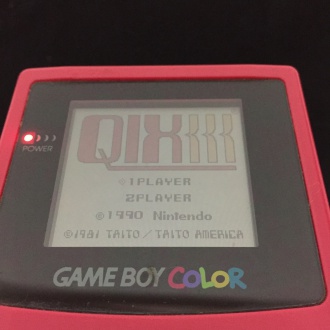 QIX
POWER
1PLAYER
2PLAYER
©1990 Nintendo
©1981 TAITO/TAITO AMERICA
GAME BOY COLOR